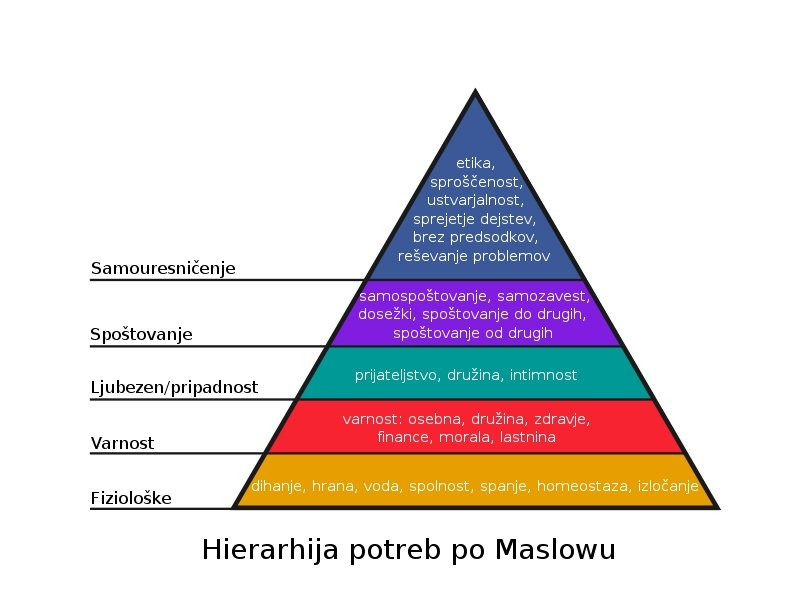 etika,
sproščenost,
ustvarjalnost,
sprejetje dejstev,
brez predsodkov,
reševanje problemov
Samouresničenje
samospoštovanje, samozavest,
dosežki, spoštovanje do drugih,
spoštovanje od drugih
Spoštovanje
prijateljstvo, družina, intimnost
Ljubezen/pripadnost
varnost: osebna, družina, zdravje,
finance, morala, lastnina
Varnost
dihanje, hrana, voda, spolnost, spanje, homeostaza, izločanje
Fiziološke
Hierarhija potreb po Maslowu